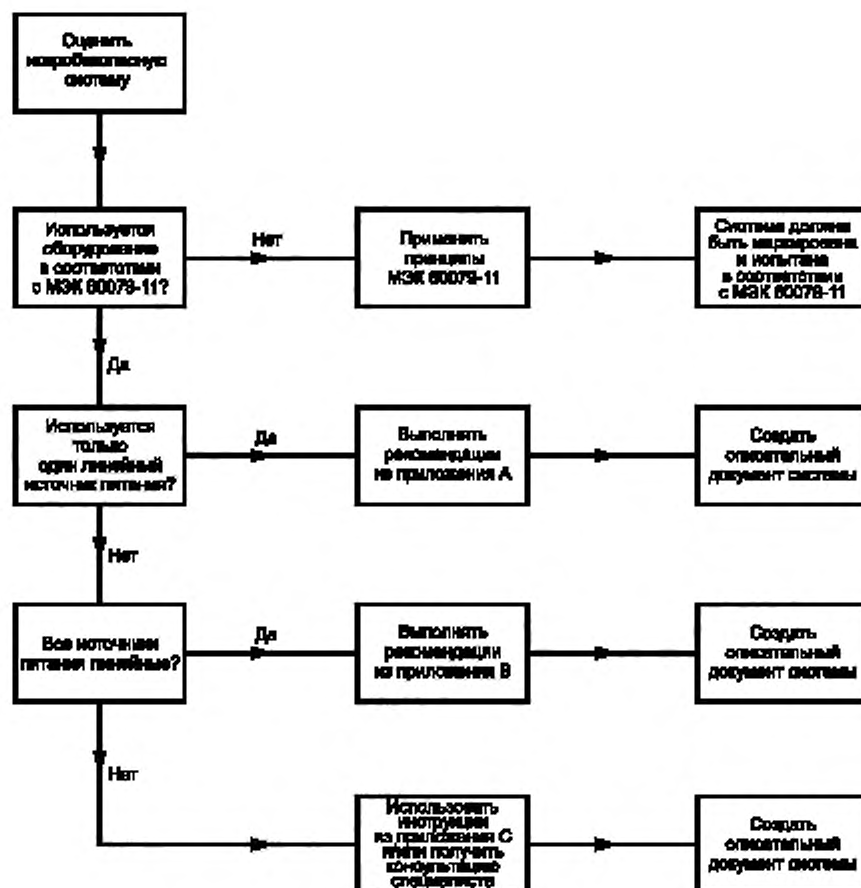 Оценить
искробезопасную
систему
Используется
оборудование
в соответствии
с МЭК 60079-11?
Нет
Применять
принципы
МЭК 60079-11
Система должна
быть маркирована
и испытана
в соответствии
с МЭК 60079-11
Да
Используется
только
один линейный
источник питания?
Да
Выполнять
рекомендации
из приложения А
Создать
описательный
документ системы
Нет
Все источники
питания линейные?
Да
Выполнять
рекомендации
из приложения В
Создать
описательный
документ системы
Нет
Использовать
инструкции
из приложения С
и/или получить
консультацию
специалиста
Создать
описательный
документ системы